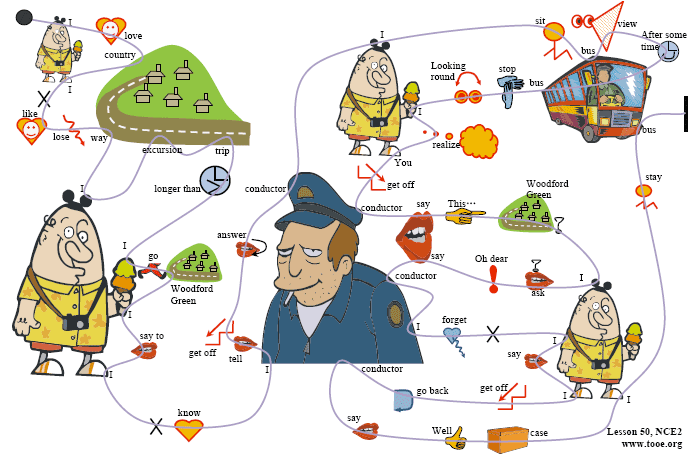 I
love
country
I
like
lose
way
excursion
trip
I
longer than
I
go
Woodford
Green
I
say to
I
know
I
tell
get off
answer
conductor
I
sit
bus
view
After some
time
bus
stop
Looking
round
I
realize
You
get off
conductor
say
This…
Woodford
Green
I
ask
Oh dear
say
conductor
I
forget
I
say
I
get off
go back
conductor
say
Well
case
I
stay
bus
Lesson 50, NCE2
www.tooe.org